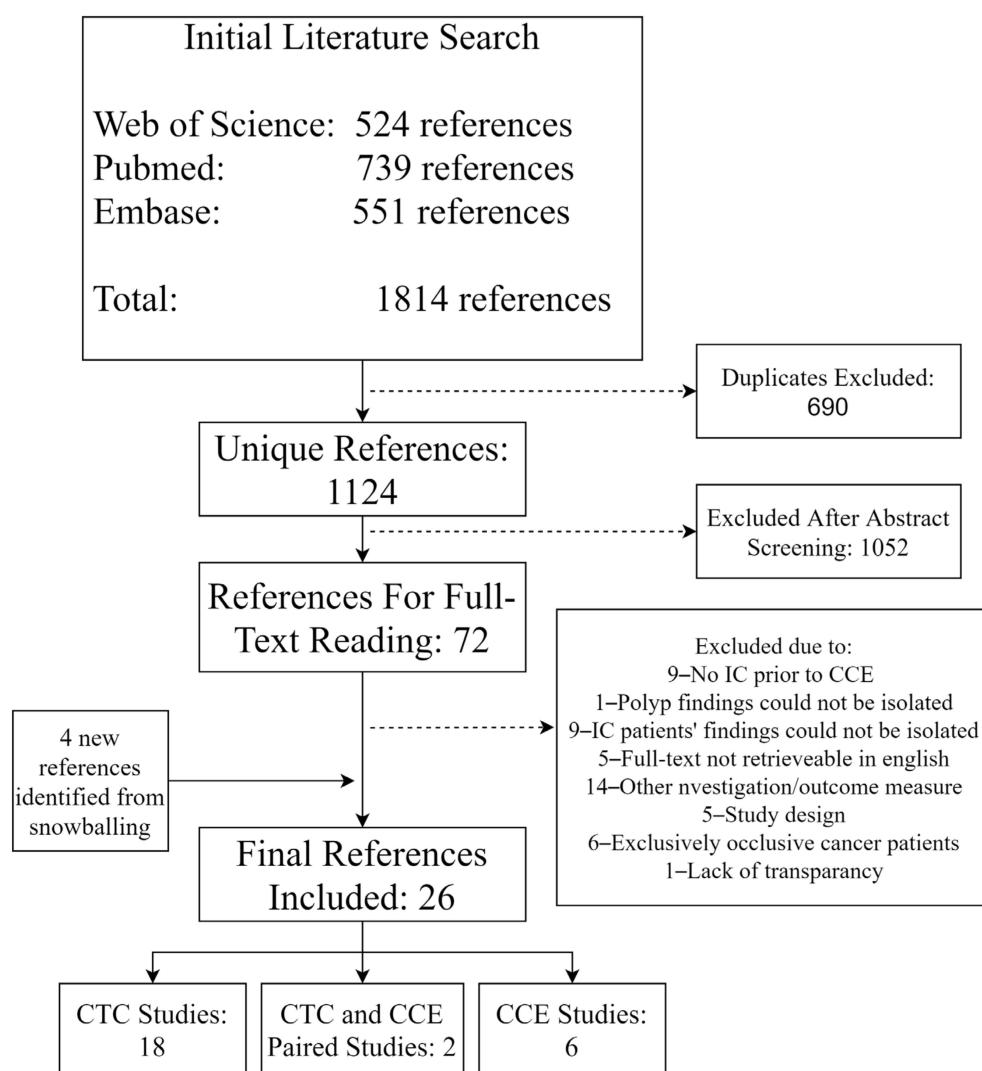 Initial Literature Search
Web of Science: 524 references
Pubmed: 739 references
Embase: 551 references
Total: 1814 references
Duplicates Excluded:
690
Unique References:
1124
Excluded After Abstract
Screening: 1052
References For Full-
Text Reading: 72
Excluded due to:
9–No IC prior to CCE
1–Polyp findings could not be isolated
9–IC patients' findings could not be isolated
5–Full-text not retrieveable in english
14–Other nvestigation/outcome measure
5–Study design
6–Exclusively occlusive cancer patients
1–Lack of transparancy
4 new
references
identified from
snowballing
Final References
Included: 26
CTC Studies:
18
CTC and CCE
Paired Studies: 2
CCE Studies:
6